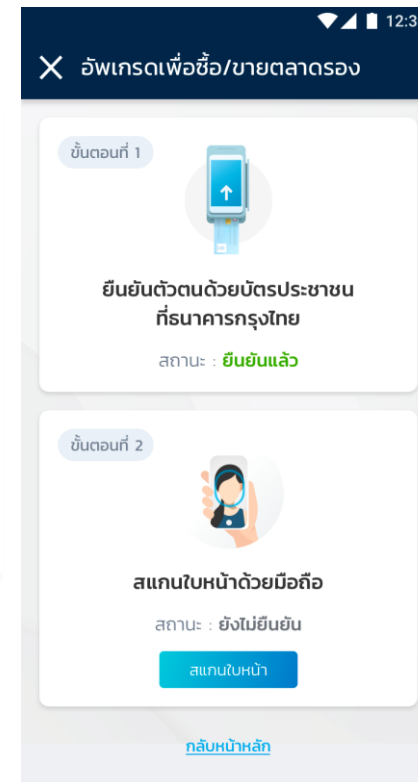 12:3
อัพเกรดเพื่อซื้อ/ขายตลาดรอง
ขั้นตอนที่ 1
ยืนยันตัวตนด้วยบัตรประชาชน
ที่ธนาคารกรุงไทย
สถานะ : ยืนยันแล้ว
ขั้นตอนที่ 2
สแกนใบหน้าด้วยมือถือ
สถานะ : ยังไม่ยืนยัน
สแกนใบหน้า
กลับหน้าหลัก